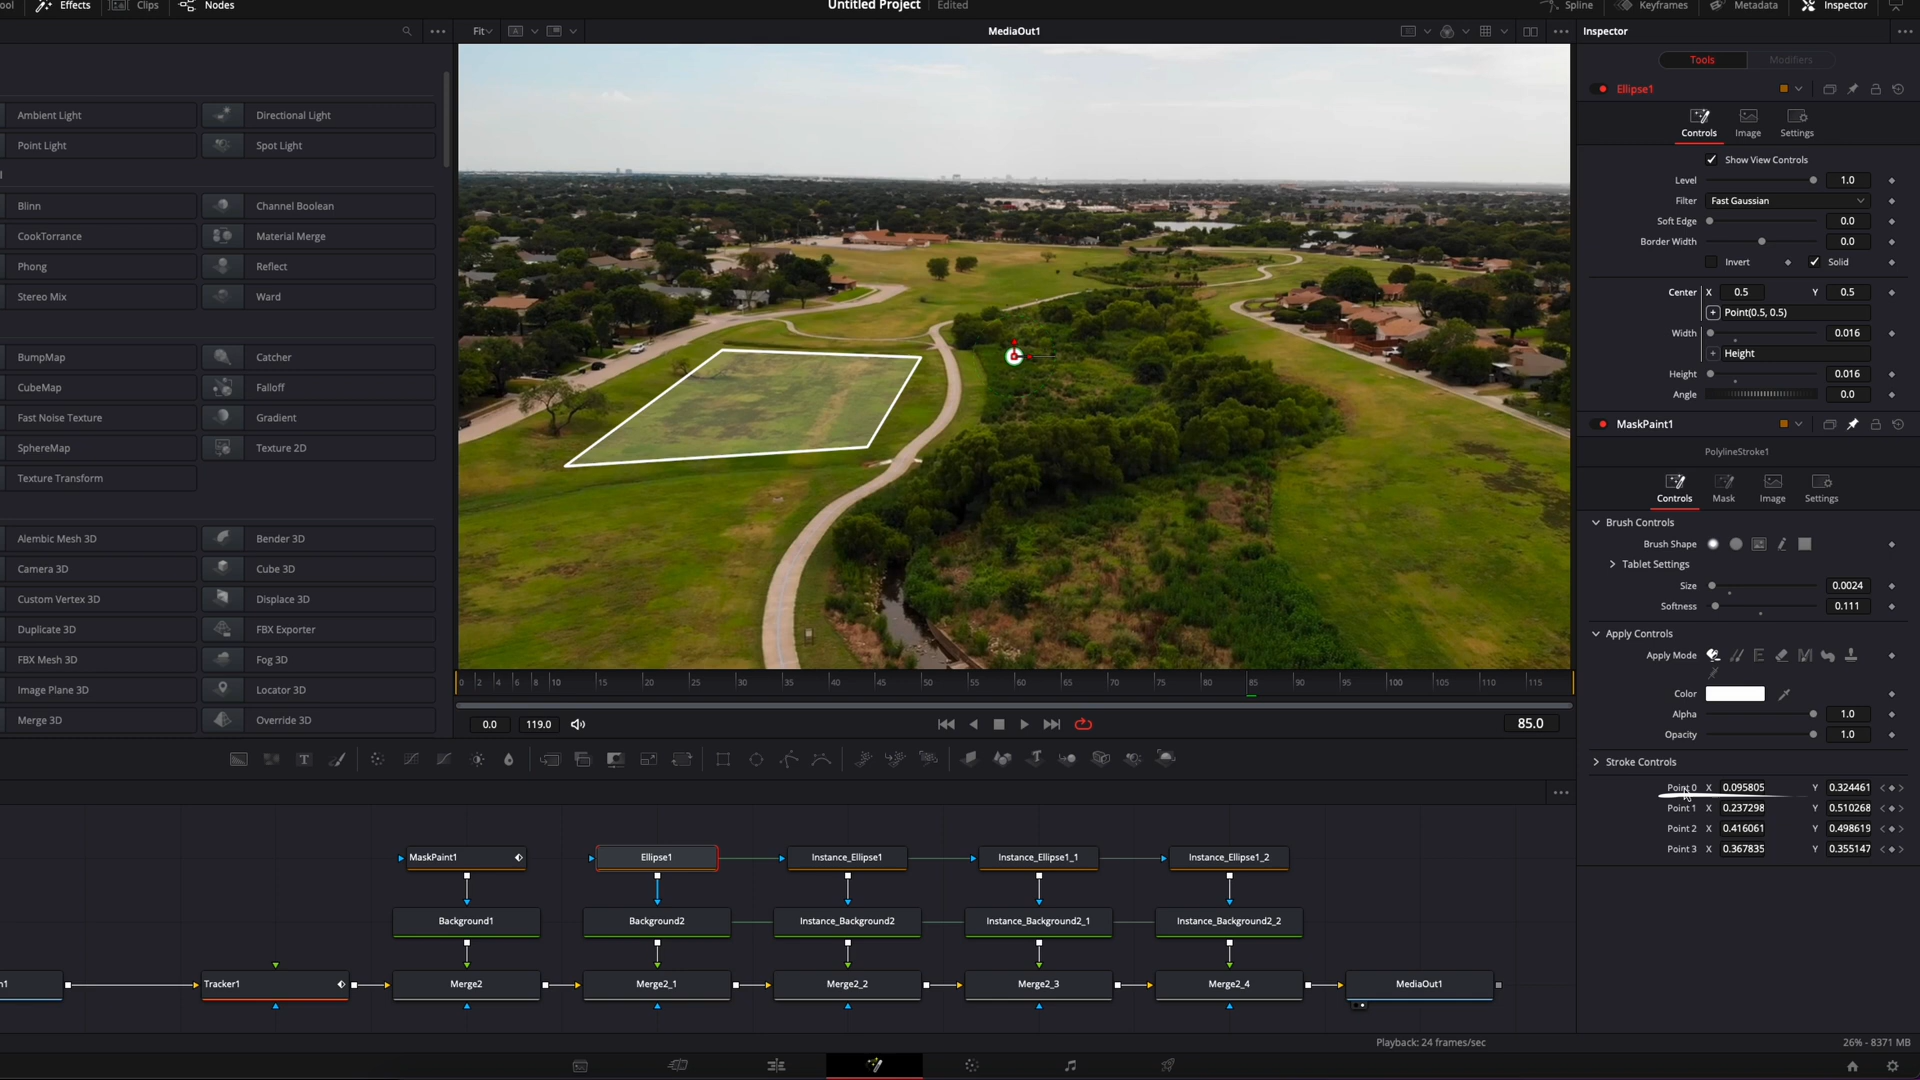 Effects
Clips
Nodes
Untitled Project
Edited
Spline
Keyframes
Metadata
Inspector
Fit
MediaOut1
Inspector
Tools
Modifiers
Ellipse1
Ambient Light
Directional Light
Point Light
Spot Light
Blinn
Channel Boolean
CookTorrance
Material Merge
Phong
Reflect
Stereo Mix
Ward
BumpMap
Catcher
CubeMap
Falloff
Fast Noise Texture
Gradient
SphereMap
Texture 2D
Texture Transform
Alembic Mesh 3D
Bender 3D
Camera 3D
Cube 3D
Custom Vertex 3D
Displace 3D
Duplicate 3D
FBX Exporter
FBX Mesh 3D
Fog 3D
Image Plane 3D
Locator 3D
Merge 3D
Override 3D
Controls
Image
Settings
Show View Controls
Level 1.0
Filter Fast Gaussian
Soft Edge 0.0
Border Width 0.0
Invert
Solid
Center X 0.5 Y 0.5
Point(0.5, 0.5)
Width 0.016
Height
Height 0.016
Angle 0.0
MaskPaint1
PolylineStroke1
Controls
Mask
Image
Settings
Brush Controls
Brush Shape
Tablet Settings
Size 0.0024
Softness 0.111
Apply Controls
Apply Mode
Color
Alpha 1.0
Opacity 1.0
Stroke Controls
Point 0 X 0.095805 Y 0.324461
Point 1 X 0.237298 Y 0.510268
Point 2 X 0.416061 Y 0.498619
Point 3 X 0.367835 Y 0.355147
0 2 4 6 8 10 15 20 25 30 35 40 45 50 55 60 65 70 75 80 85 90 95 100 105 110 115
0.0
119.0
85.0
MaskPaint1
Ellipse1
Instance_Ellipse1
Instance_Ellipse1_1
Instance_Ellipse1_2
Background1
Background2
Instance_Background2
Instance_Background2_1
Instance_Background2_2
n1
Tracker1
Merge2
Merge2_1
Merge2_2
Merge2_3
Merge2_4
MediaOut1
Playback: 24 frames/sec
26% - 8371 MB